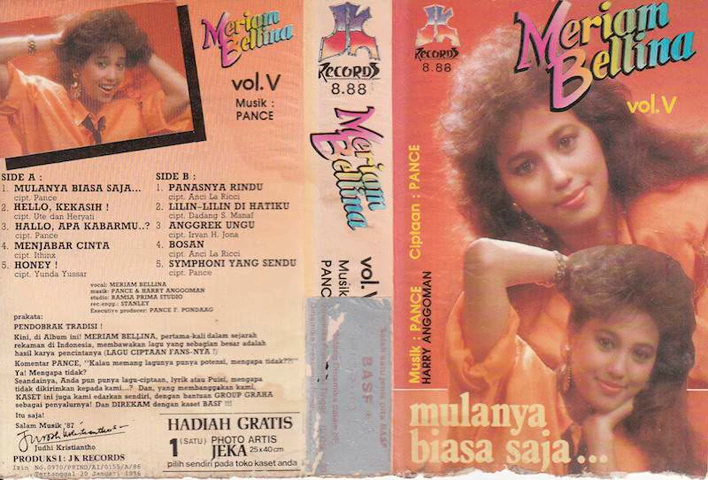 Meriam
Bellina
vol. V
Musik :
PANCE
SIDE A :
1. MULANYA BIASA SAJA...
cipt. Pance
2. HELLO, KEKASIH !
cipt. Ute dan Heryati
3. HALLO, APA KABARMU..?
cipt. Pance
4. MENJABAR CINTA
cipt. Ithinx
5. HONEY !
cipt. Yunda Yussar
SIDE B :
1. PANASNYA RINDU
cipt. Anci La Ricci
2. LILIN-LILIN DI HATIKU
cipt. Dadang S. Manaf
3. ANGGREK UNGU
cipt. Irvan H. Jona
4. BOSAN
cipt. Anci La Ricci
5. SYMPHONI YANG SENDU
cipt. Pance
vocal: MERIAM BELLINA
musik: PANCE & HARRY ANGGOMAN
studio: RAMSA PRIMA STUDIO
rec.engg.: STANLEY
Executive producer: PANCE F. PONDAAG
prakata:
PENDOBRAK TRADISI !
Kini, di Album ini! MERIAM BELLINA, pertama-kali dalam sejarah
rekaman di Indonesia, membawakan lagu yang sebagian besar adalah
hasil karya pencintanya (LAGU CIPTAAN FANS-NYA !)
Komentar PANCE, "Kalau memang lagunya punya potensi, mengapa tidak??!
Ya! Mengapa tidak?
Seandainya, Anda pun punya lagu-ciptaan, lyrik atau Puisi, mengapa
tidak dikirimkan kepada kami...? Dan, yang membanggakan kami,
KASET ini juga kami edarkan sendiri, dengan bantuan GROUP GRAHA
sebagai penyalurnya! Dan DIREKAM dengan kaset BASF !!!
Itu saja!
Salam Musik '87
Judhi Kristiantho
PRODUKSI : JK RECORDS
HADIAH GRATIS
1 (SATU) PHOTO ARTIS
JEKA 25x40 cm
pilih sendiri pada toko kaset anda
JK
RECORDS
8.88
Meriam
Bellina
vol. V
Musik
PANC
BASF
JK
RECORDS
8.88
Meriam
Bellina
vol. V
Ciptaan : PANCE
Musik : PANCE
HARRY ANGGOMAN
mulanya
biasa saja...